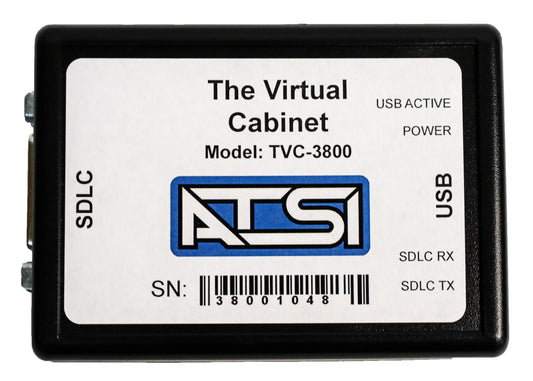 The Virtual
Cabinet
Model: TVC-3800
USB ACTIVE
POWER
SDLC
ATSI
USB
SDLC RX
SDLC TX
SN:
38001048